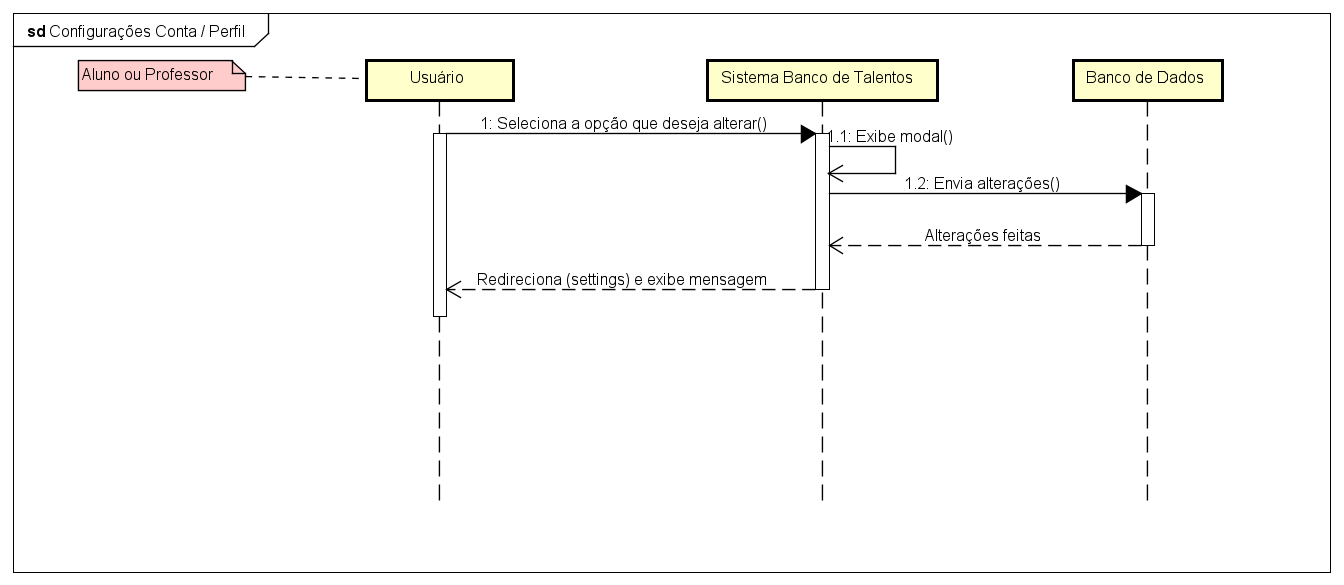 sd Configurações Conta / Perfil
Aluno ou Professor
Usuário
Sistema Banco de Talentos
Banco de Dados
1: Seleciona a opção que deseja alterar()
1.1: Exibe modal()
1.2: Envia alterações()
Alterações feitas
Redireciona (settings) e exibe mensagem